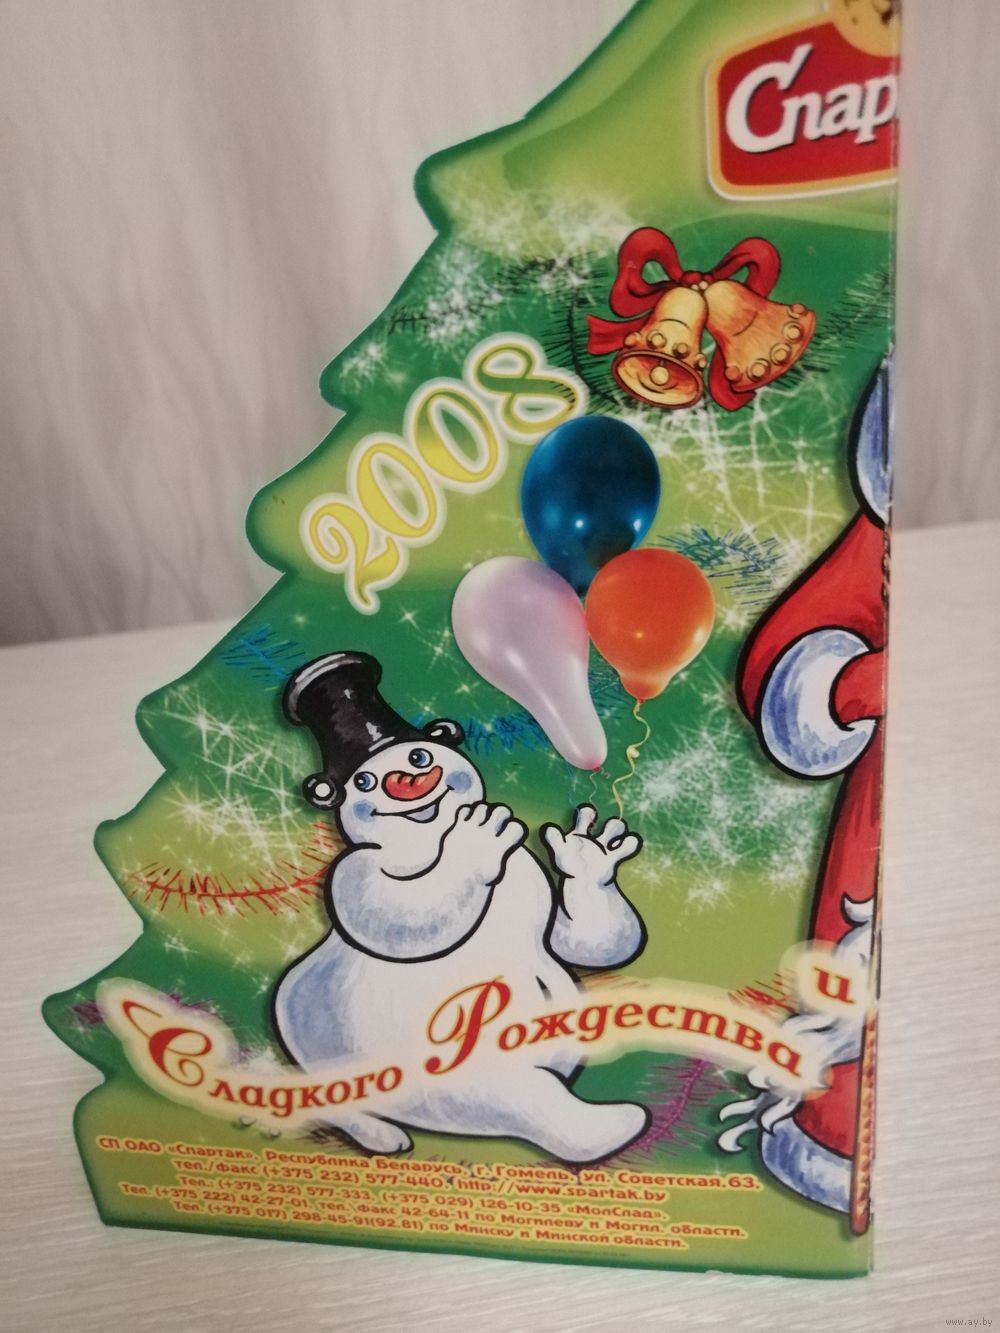 Спар
2008
Сладкого Рождества и
СП ОАО «Спартак», Республика Беларусь, г. Гомель, ул. Советская,63.
тел./факс (+375 232) 577-440, http://www.spartak.by
Тел.: (+375 232) 577-333, (+375 029) 126-10-35 «МолСлад»
Тел. (+375 222) 42-27-01, тел.\факс 42-64-11 по Могилеву и Могил. области.
Тел. (+375 017) 298-45-91(92,81) по Минску и Минской области.
www.ay.by